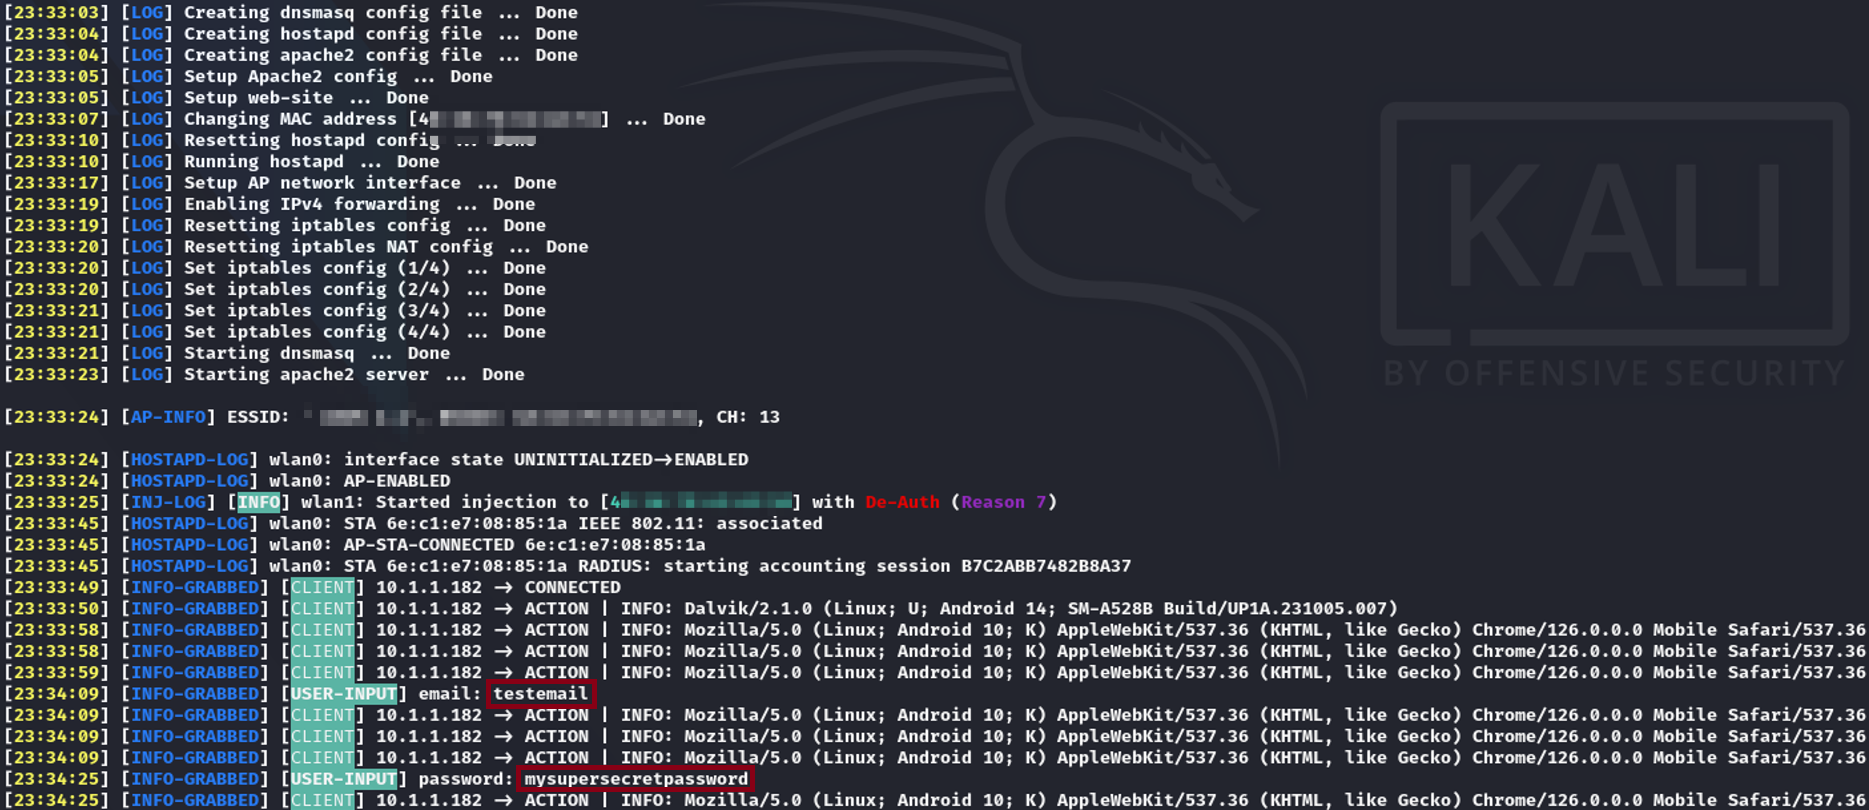 [23:33:03] [LOG] Creating dnsmasq config file ... Done
[23:33:04] [LOG] Creating hostapd config file ... Done
[23:33:04] [LOG] Creating apache2 config file ... Done
[23:33:05] [LOG] Setup Apache2 config ... Done
[23:33:05] [LOG] Setup web-site ... Done
[23:33:07] [LOG] Changing MAC address [4 ] ... Done
[23:33:10] [LOG] Resetting hostapd config ... Done
[23:33:10] [LOG] Running hostapd ... Done
[23:33:17] [LOG] Setup AP network interface ... Done
[23:33:19] [LOG] Enabling IPv4 forwarding ... Done
[23:33:19] [LOG] Resetting iptables config ... Done
[23:33:20] [LOG] Resetting iptables NAT config ... Done
[23:33:20] [LOG] Set iptables config (1/4) ... Done
[23:33:20] [LOG] Set iptables config (2/4) ... Done
[23:33:21] [LOG] Set iptables config (3/4) ... Done
[23:33:21] [LOG] Set iptables config (4/4) ... Done
[23:33:21] [LOG] Starting dnsmasq ... Done
[23:33:23] [LOG] Starting apache2 server ... Done
KALI
BY OFFENSIVE SECURITY
[23:33:24] [AP-INFO] ESSID: , CH: 13
[23:33:24] [HOSTAPD-LOG] wlan0: interface state UNINITIALIZED→ENABLED
[23:33:24] [HOSTAPD-LOG] wlan0: AP-ENABLED
[23:33:25] [INJ-LOG] [INFO] wlan1: Started injection to [4 ] with De-Auth (Reason 7)
[23:33:45] [HOSTAPD-LOG] wlan0: STA 6e:c1:e7:08:85:1a IEEE 802.11: associated
[23:33:45] [HOSTAPD-LOG] wlan0: AP-STA-CONNECTED 6e:c1:e7:08:85:1a
[23:33:45] [HOSTAPD-LOG] wlan0: STA 6e:c1:e7:08:85:1a RADIUS: starting accounting session B7C2ABB7482B8A37
[23:33:49] [INFO-GRABBED] [CLIENT] 10.1.1.182 → CONNECTED
[23:33:50] [INFO-GRABBED] [CLIENT] 10.1.1.182 → ACTION | INFO: Dalvik/2.1.0 (Linux; U; Android 14; SM-A528B Build/UP1A.231005.007)
[23:33:58] [INFO-GRABBED] [CLIENT] 10.1.1.182 → ACTION | INFO: Mozilla/5.0 (Linux; Android 10; K) AppleWebKit/537.36 (KHTML, like Gecko) Chrome/126.0.0.0 Mobile Safari/537.36
[23:33:58] [INFO-GRABBED] [CLIENT] 10.1.1.182 → ACTION | INFO: Mozilla/5.0 (Linux; Android 10; K) AppleWebKit/537.36 (KHTML, like Gecko) Chrome/126.0.0.0 Mobile Safari/537.36
[23:33:59] [INFO-GRABBED] [CLIENT] 10.1.1.182 → ACTION | INFO: Mozilla/5.0 (Linux; Android 10; K) AppleWebKit/537.36 (KHTML, like Gecko) Chrome/126.0.0.0 Mobile Safari/537.36
[23:34:09] [INFO-GRABBED] [USER-INPUT] email: testemail
[23:34:09] [INFO-GRABBED] [CLIENT] 10.1.1.182 → ACTION | INFO: Mozilla/5.0 (Linux; Android 10; K) AppleWebKit/537.36 (KHTML, like Gecko) Chrome/126.0.0.0 Mobile Safari/537.36
[23:34:09] [INFO-GRABBED] [CLIENT] 10.1.1.182 → ACTION | INFO: Mozilla/5.0 (Linux; Android 10; K) AppleWebKit/537.36 (KHTML, like Gecko) Chrome/126.0.0.0 Mobile Safari/537.36
[23:34:09] [INFO-GRABBED] [CLIENT] 10.1.1.182 → ACTION | INFO: Mozilla/5.0 (Linux; Android 10; K) AppleWebKit/537.36 (KHTML, like Gecko) Chrome/126.0.0.0 Mobile Safari/537.36
[23:34:25] [INFO-GRABBED] [USER-INPUT] password: mysupersecretpassword
[23:34:25] [INFO-GRABBED] [CLIENT] 10.1.1.182 → ACTION | INFO: Mozilla/5.0 (Linux; Android 10; K) AppleWebKit/537.36 (KHTML, like Gecko) Chrome/126.0.0.0 Mobile Safari/537.36